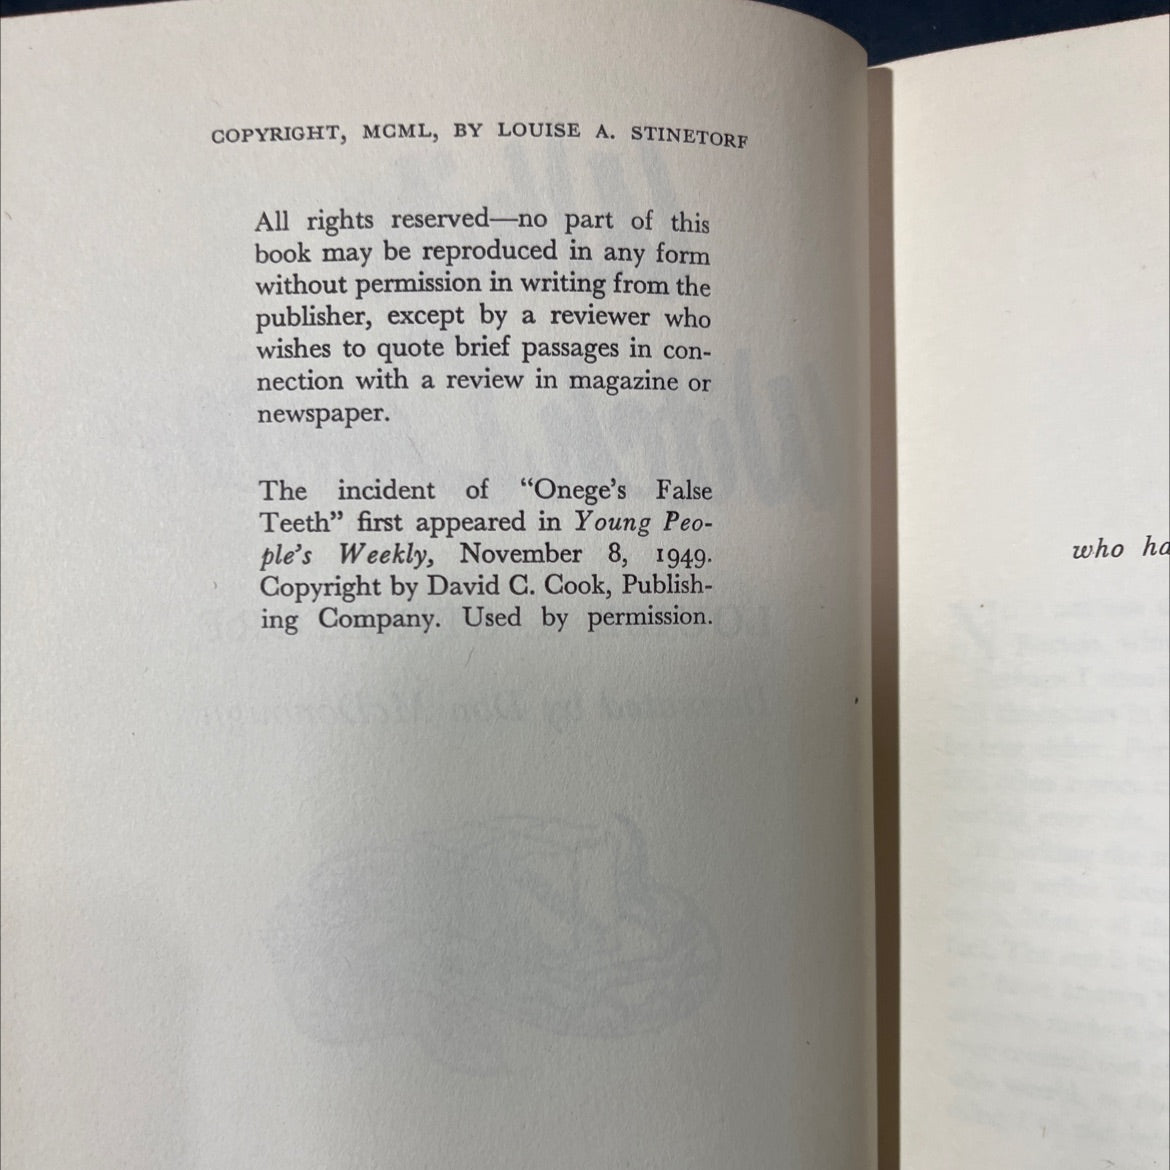 COPYRIGHT, MCML, BY LOUISE A. STINETORF
All rights reserved—no part of this
book may be reproduced in any form
without permission in writing from the
publisher, except by a reviewer who
wishes to quote brief passages in con-
nection with a review in magazine or
newspaper.
The incident of “Onege’s False
Teeth” first appeared in Young Peo-
ple’s Weekly, November 8, 1949.
Copyright by David C. Cook, Publish-
ing Company. Used by permission.
who ha